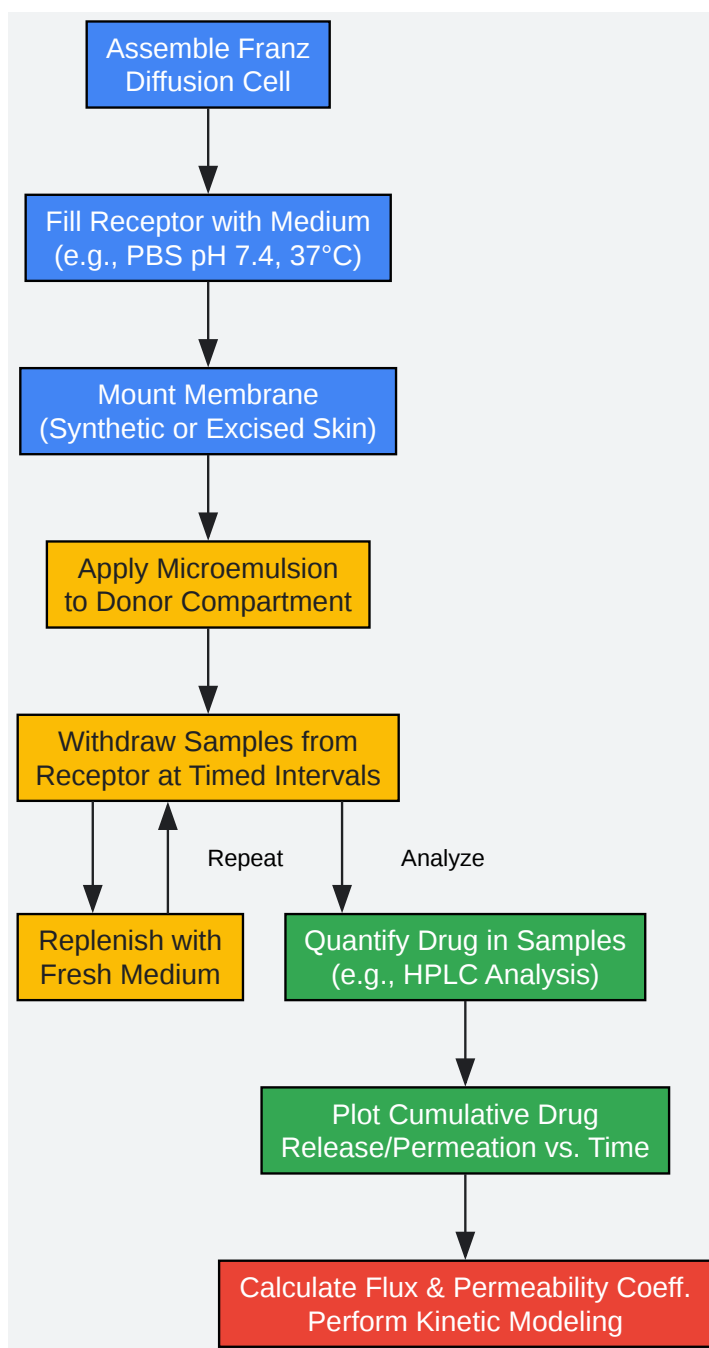 Assemble Franz
Diffusion Cell
Fill Receptor with Medium
(e.g., PBS pH 7.4, 37°C)
Mount Membrane
(Synthetic or Excised Skin)
Apply Microemulsion
to Donor Compartment
Withdraw Samples from
Receptor at Timed Intervals
Repeat
Analyze
Replenish with
Fresh Medium
Quantify Drug in Samples
(e.g., HPLC Analysis)
Plot Cumulative Drug
Release/Permeation vs. Time
Calculate Flux & Permeability Coeff.
Perform Kinetic Modeling